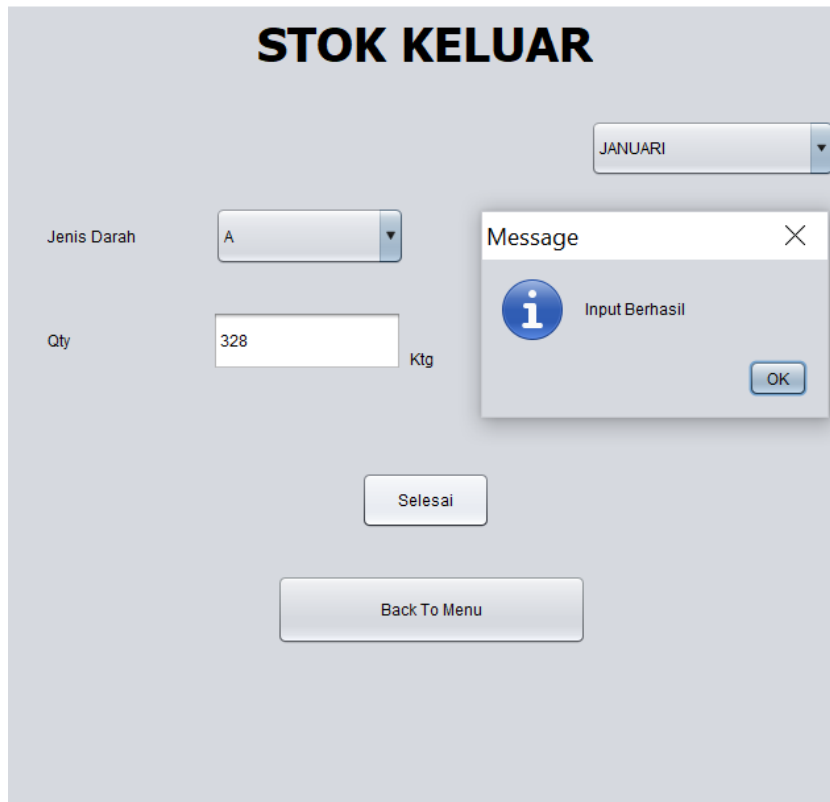 STOK KELUAR
JANUARI
Jenis Darah
A
Message
Input Berhasil
Qty
328
Ktg
OK
Selesai
Back To Menu